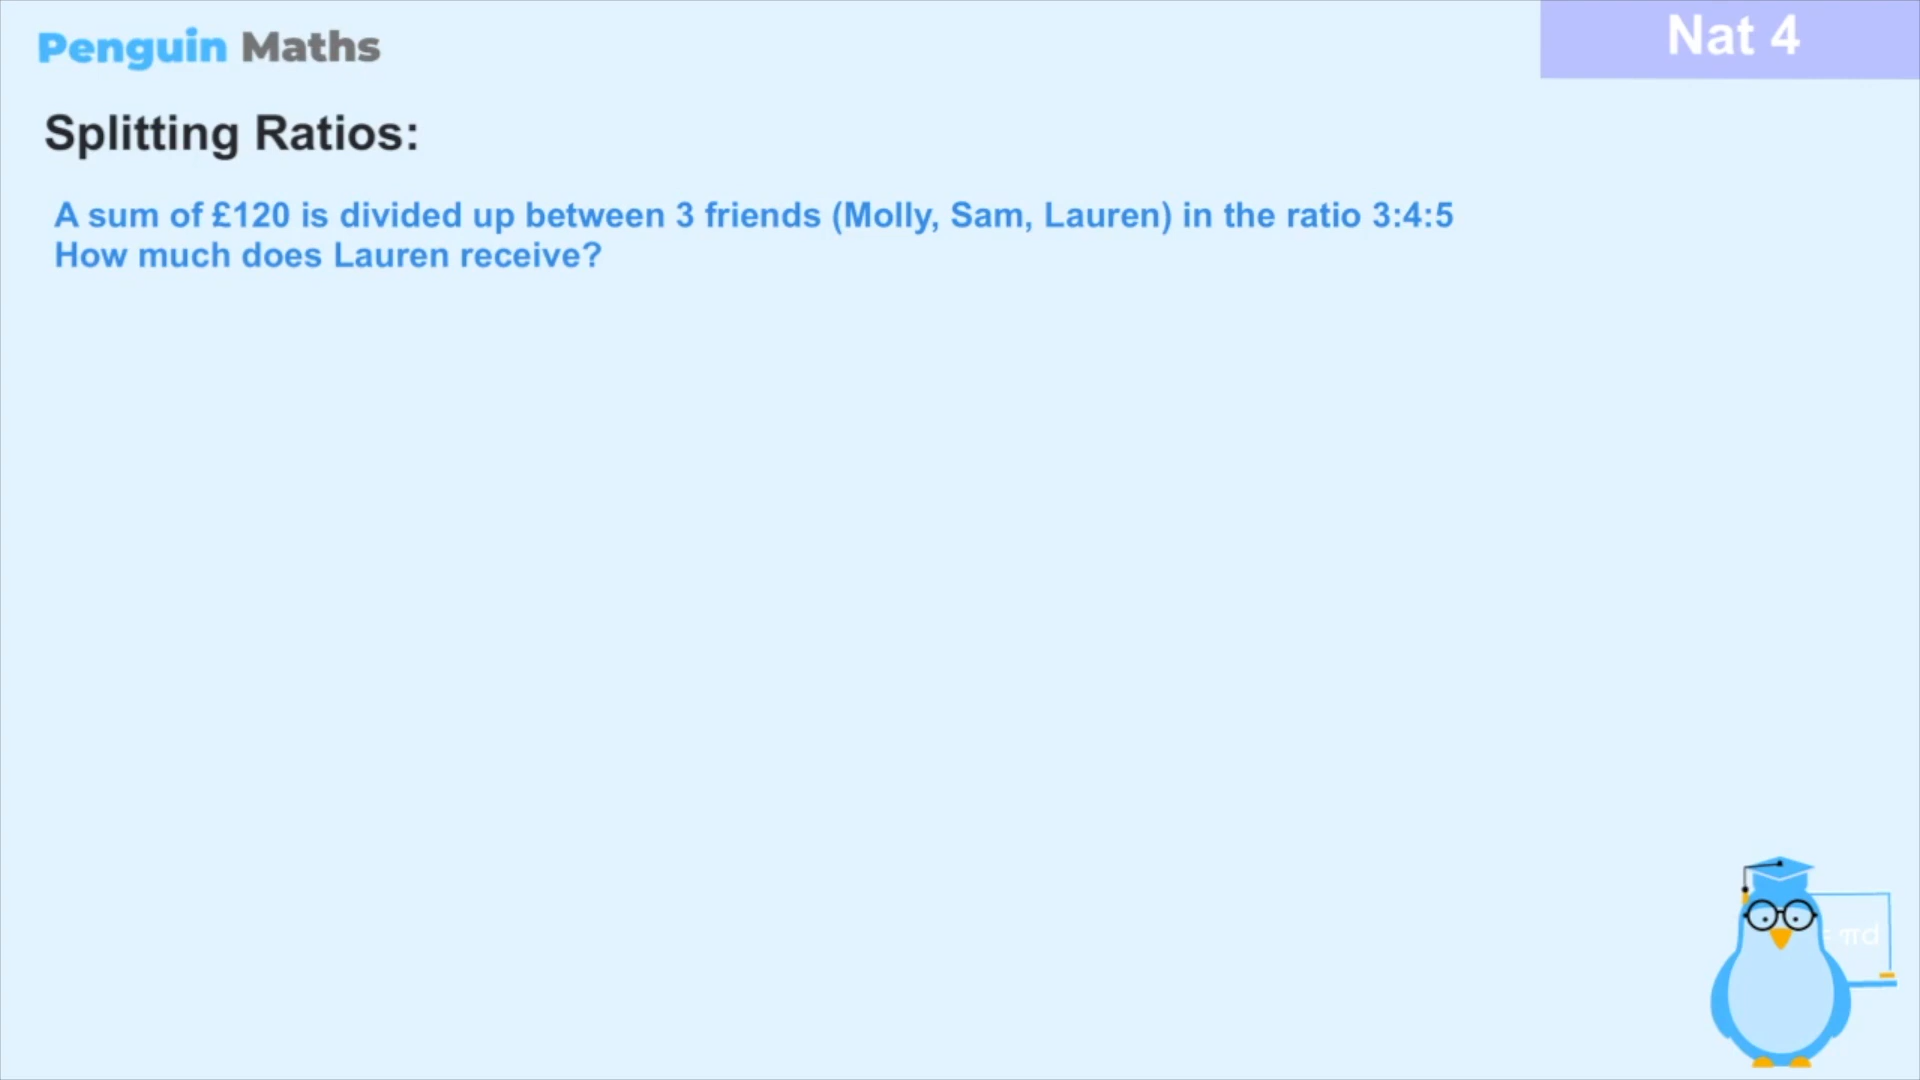 Penguin Maths
Nat 4
Splitting Ratios:
A sum of £120 is divided up between 3 friends (Molly, Sam, Lauren) in the ratio 3:4:5
How much does Lauren receive?
= πd